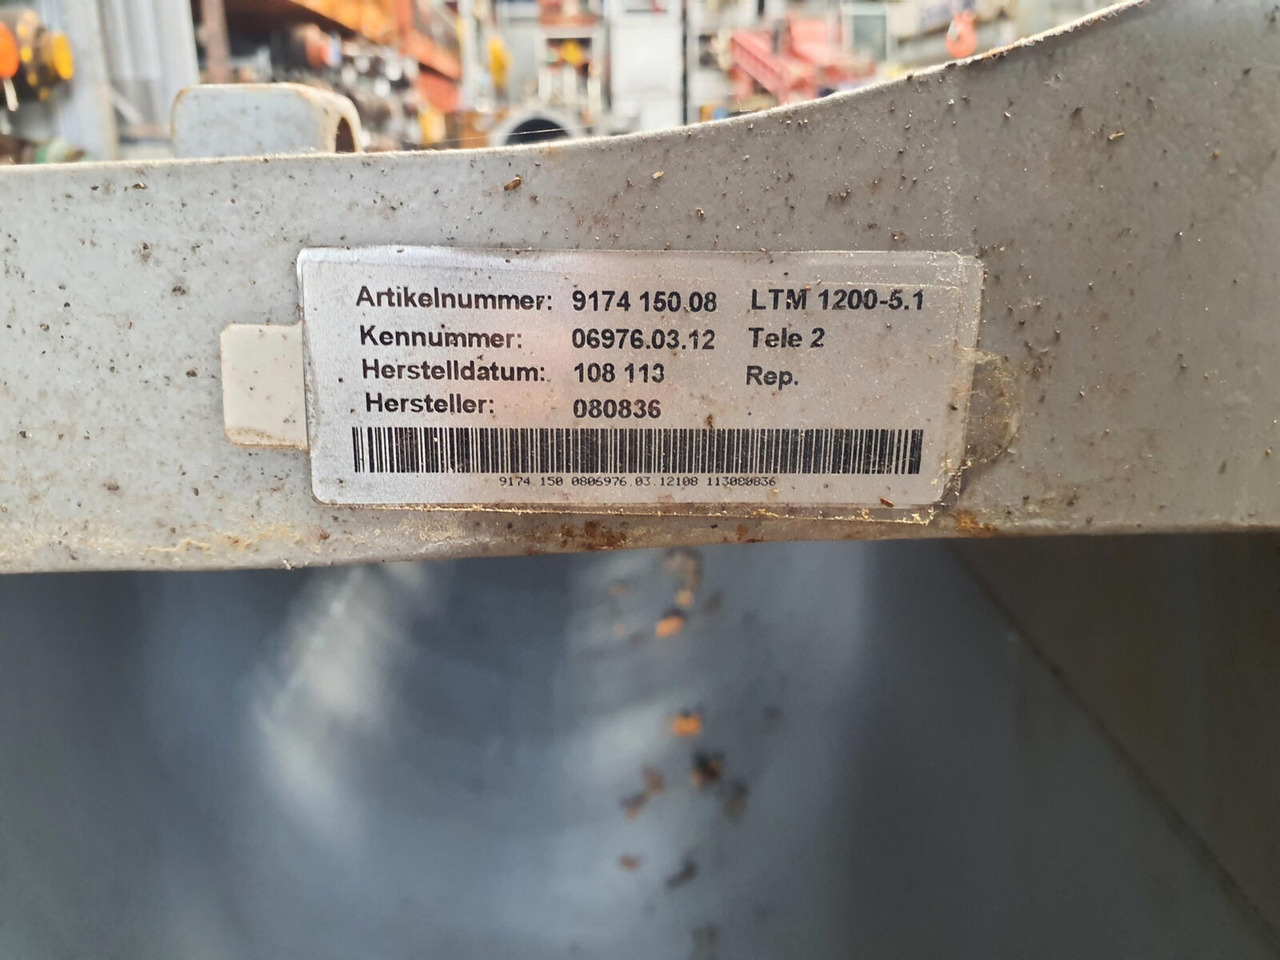 Artikelnummer: 9174 150.08 LTM 1200-5.1
Kennummer: 06976.03.12 Tele 2
Herstelldatum: 108 113 Rep.
Hersteller: 080836
9174 150 0806976.03.12108 113080836